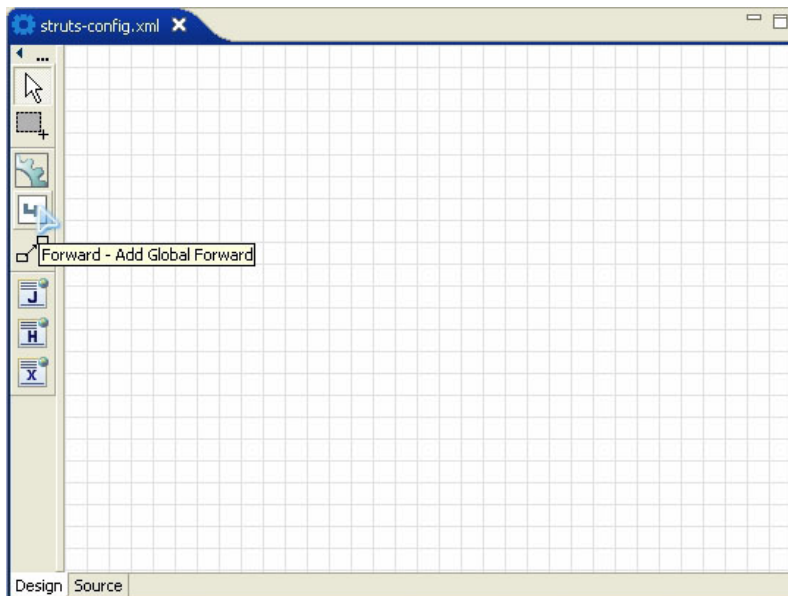 struts-config.xml
...
Forward - Add Global Forward
J
H
X
Design Source